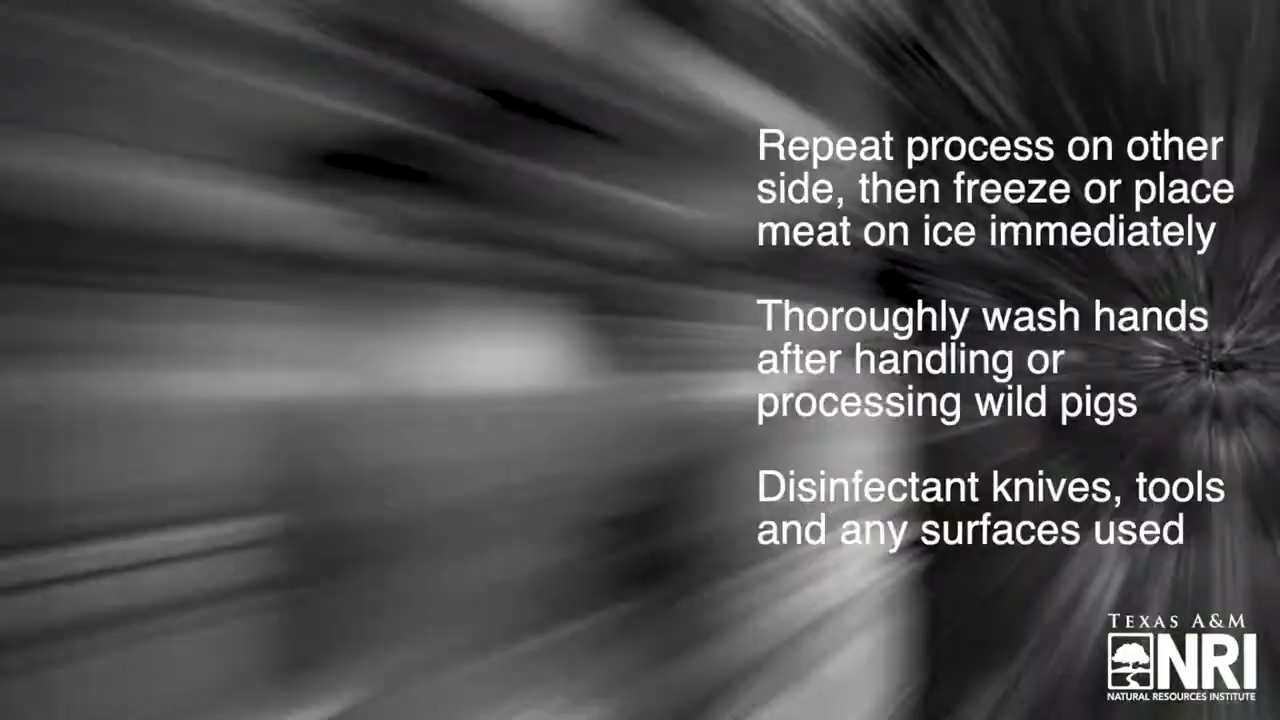 Repeat process on other
side, then freeze or place
meat on ice immediately
Thoroughly wash hands
after handling or
processing wild pigs
Disinfectant knives, tools
and any surfaces used
TEXAS A&M
NRI
NATURAL RESOURCES INSTITUTE